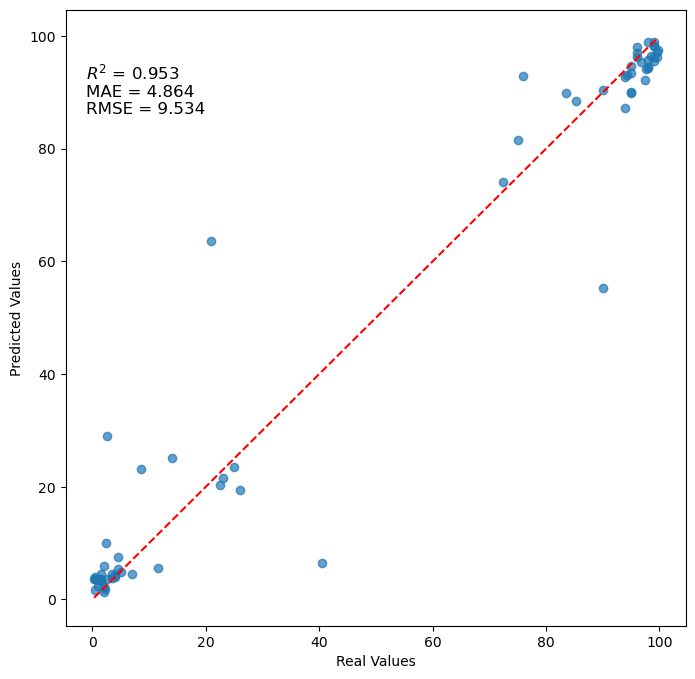 R² = 0.953
MAE = 4.864
RMSE = 9.534
100
80
60
40
20
0
Predicted Values
0 20 40 60 80 100
Real Values